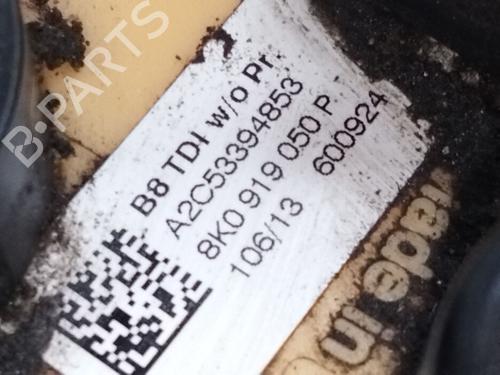 B-PARTS
B8 TDI w/o Pr
A2C53394853
8K0 919 050 P
106/13 600924
made in